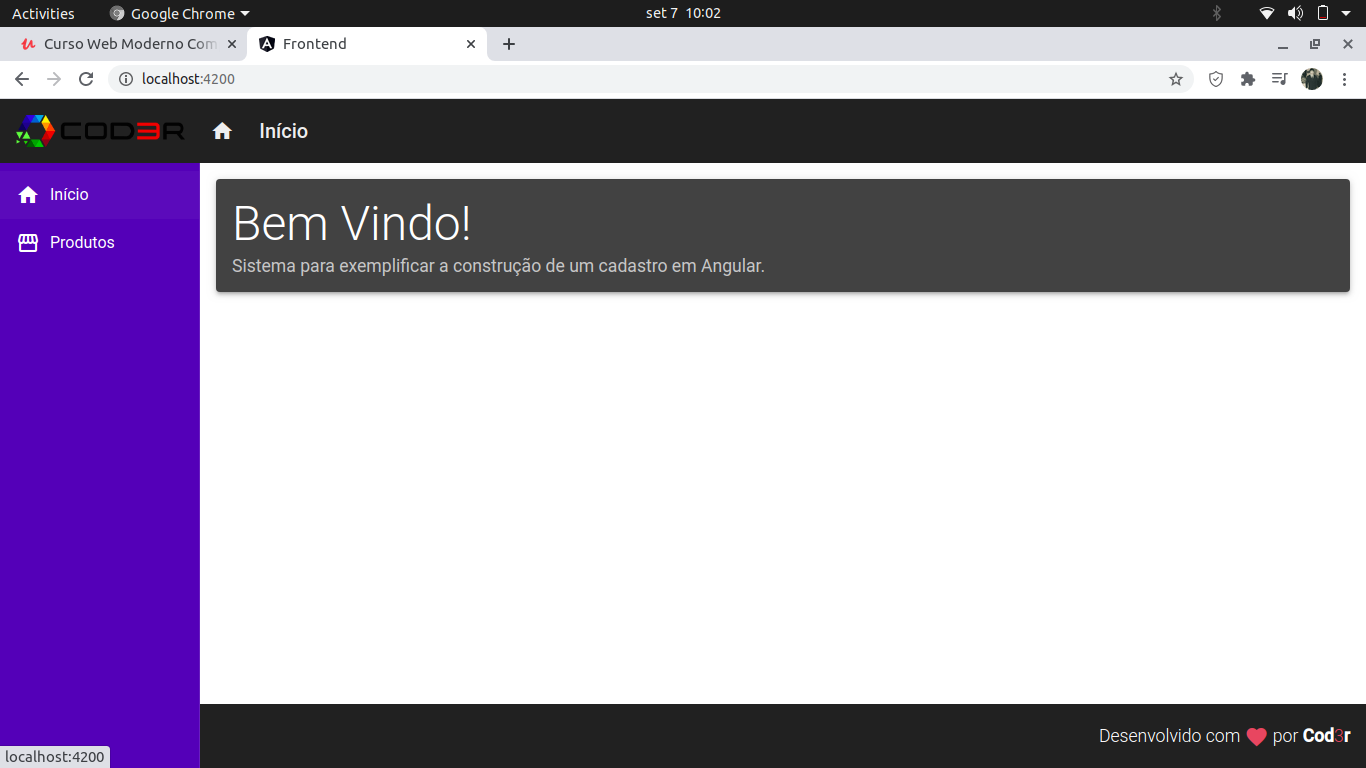 Activities Google Chrome set 7 10:02
Curso Web Moderno Com Frontend
localhost:4200
COD3R Início
Início
Produtos
Bem Vindo!
Sistema para exemplificar a construção de um cadastro em Angular.
Desenvolvido com por Cod3r
localhost:4200